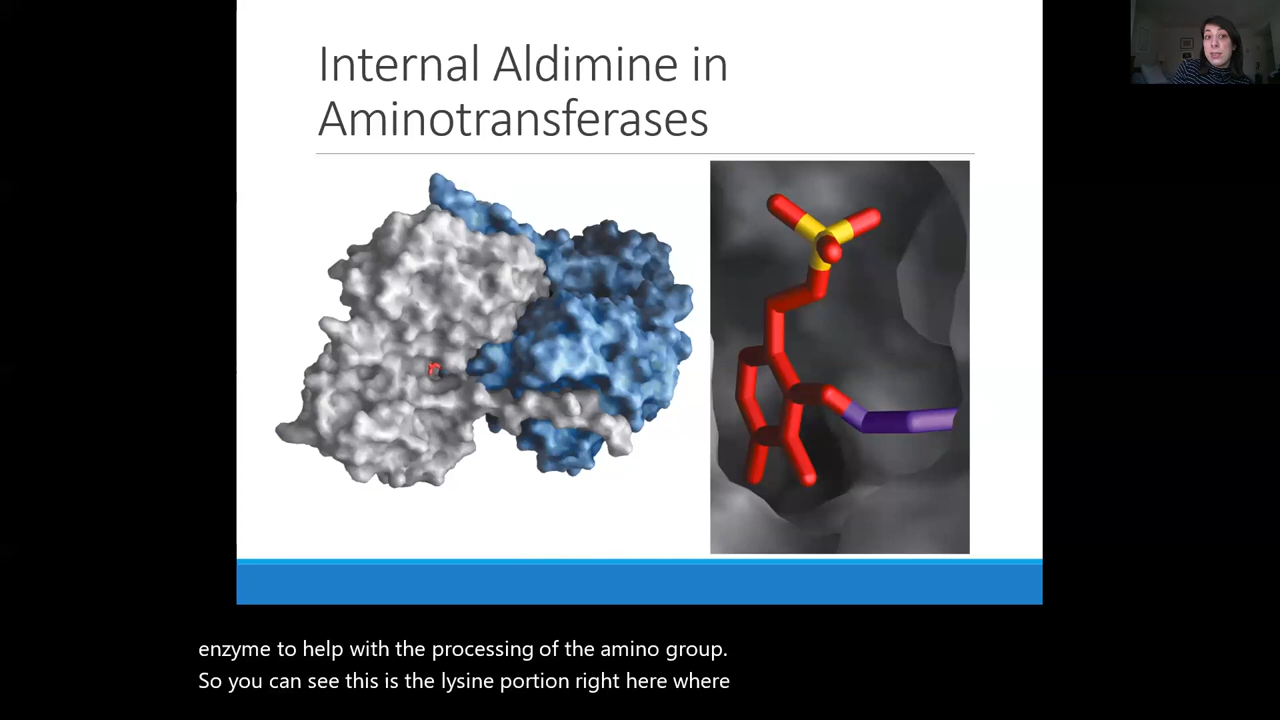 Internal Aldimine in
Aminotransferases
enzyme to help with the processing of the amino group.
So you can see this is the lysine portion right here where